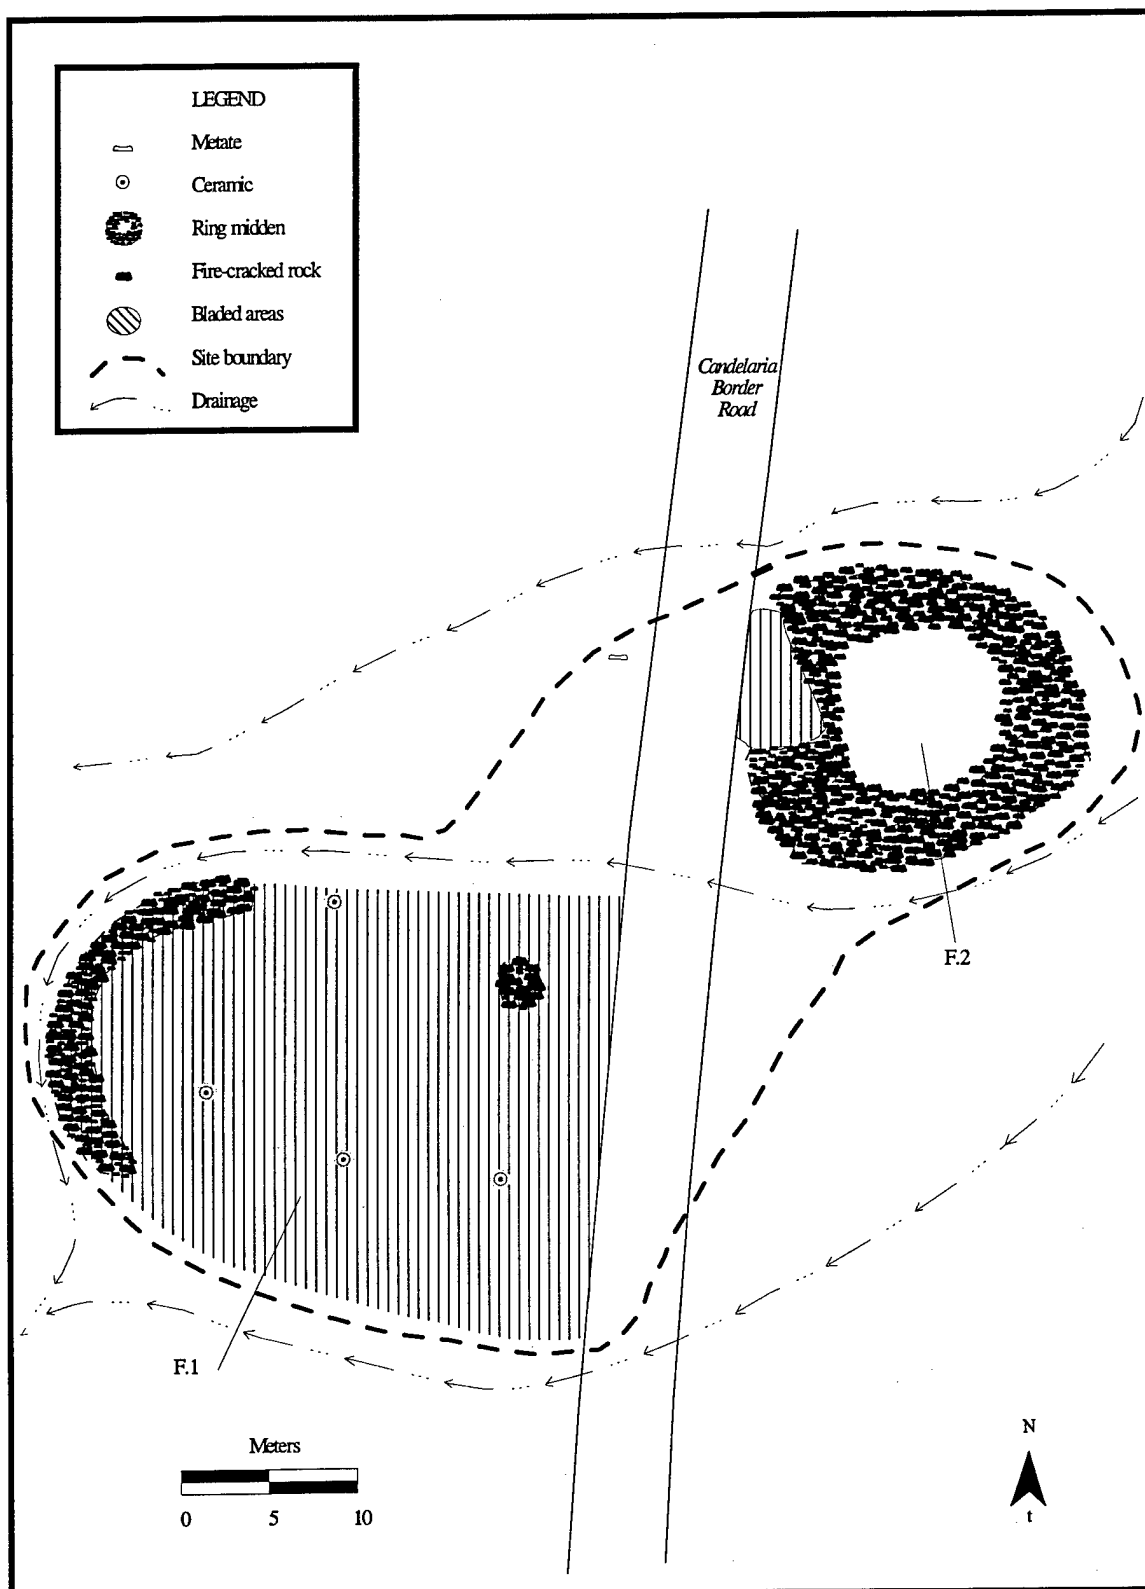 LEGEND
Metate
Ceramic
Ring midden
Fire-cracked rock
Bladed areas
Site boundary
Drainage
Candelaria
Border
Road
F.2
F.1
Meters
0 5 10
N
t